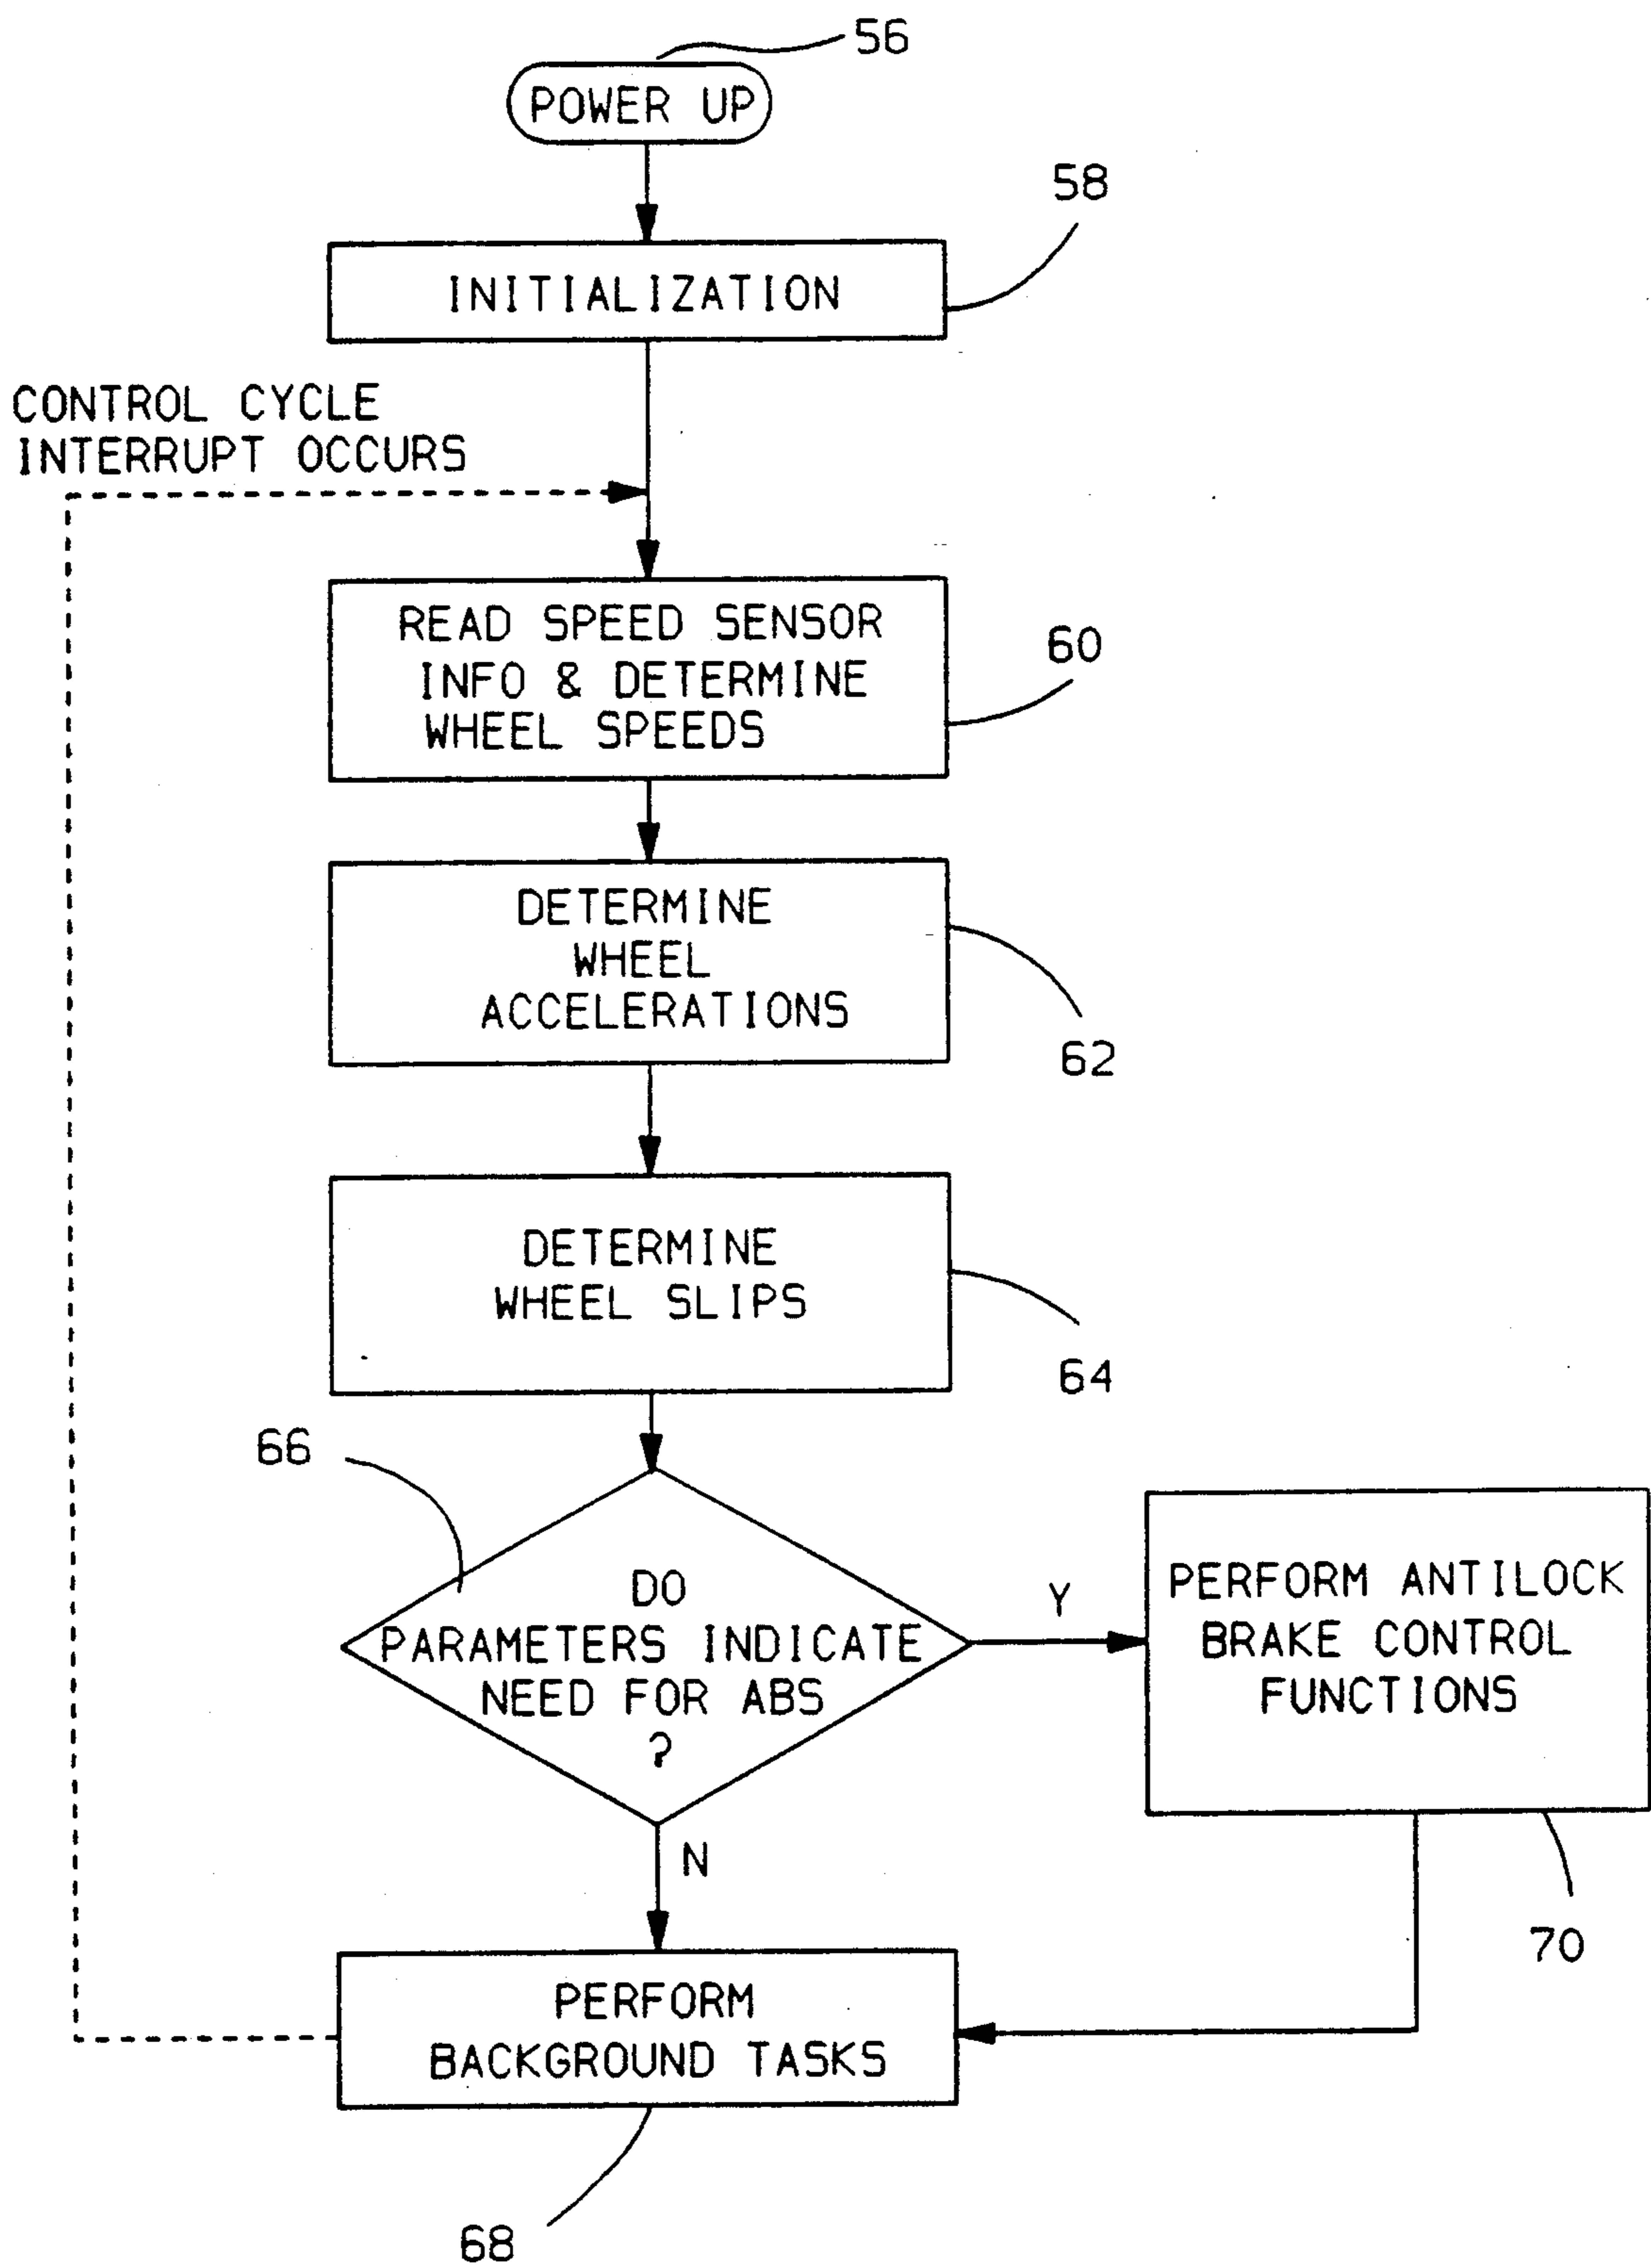 56
POWER UP
58
INITIALIZATION
CONTROL CYCLE
INTERRUPT OCCURS
READ SPEED SENSOR
INFO & DETERMINE
WHEEL SPEEDS
60
DETERMINE
WHEEL
ACCELERATIONS
62
DETERMINE
WHEEL SLIPS
64
66
DO
PARAMETERS INDICATE
NEED FOR ABS
?
Y
PERFORM ANTILOCK
BRAKE CONTROL
FUNCTIONS
N
70
PERFORM
BACKGROUND TASKS
68